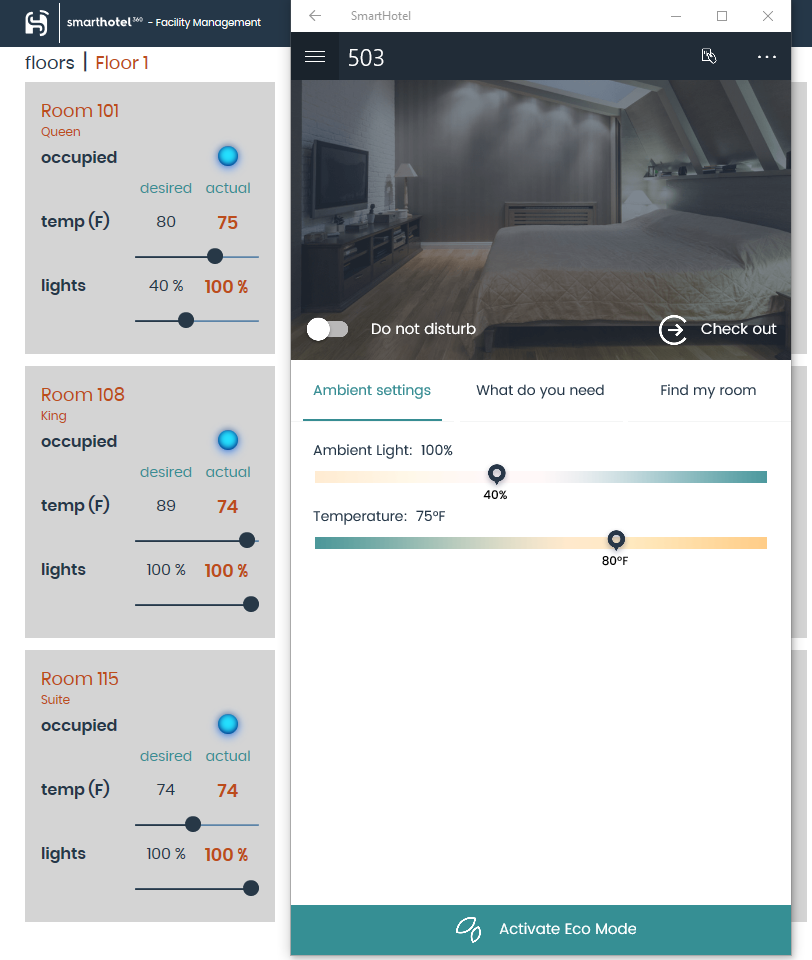 smarthotel360 - Facility Management
floors | Floor 1
Room 101
Queen
occupied
desired actual
temp (F) 80 75
lights 40 % 100 %
Room 108
King
occupied
desired actual
temp (F) 89 74
lights 100 % 100 %
Room 115
Suite
occupied
desired actual
temp (F) 74 74
lights 100 % 100 %
SmartHotel
503
Do not disturb
Check out
Ambient settings
What do you need
Find my room
Ambient Light: 100%
40%
Temperature: 75ºF
80ºF
Activate Eco Mode